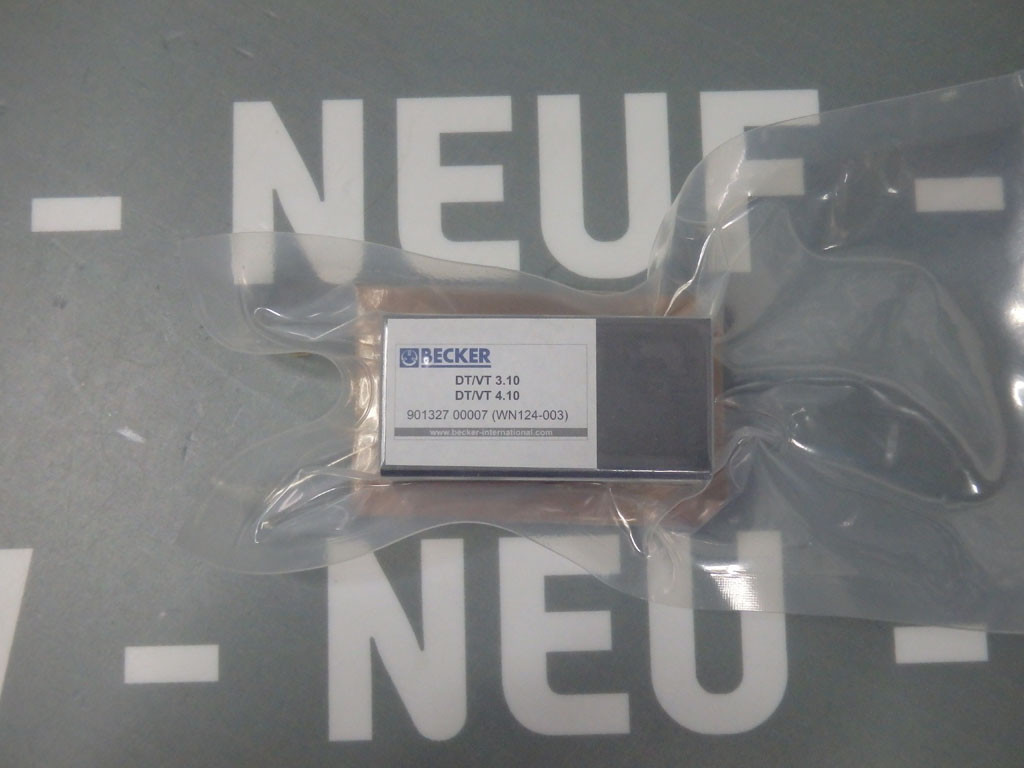 - NEUF -
BECKER
DT/VT 3.10
DT/VT 4.10
901327 00007 (WN124-003)
www.becker-international.com
- NEU -